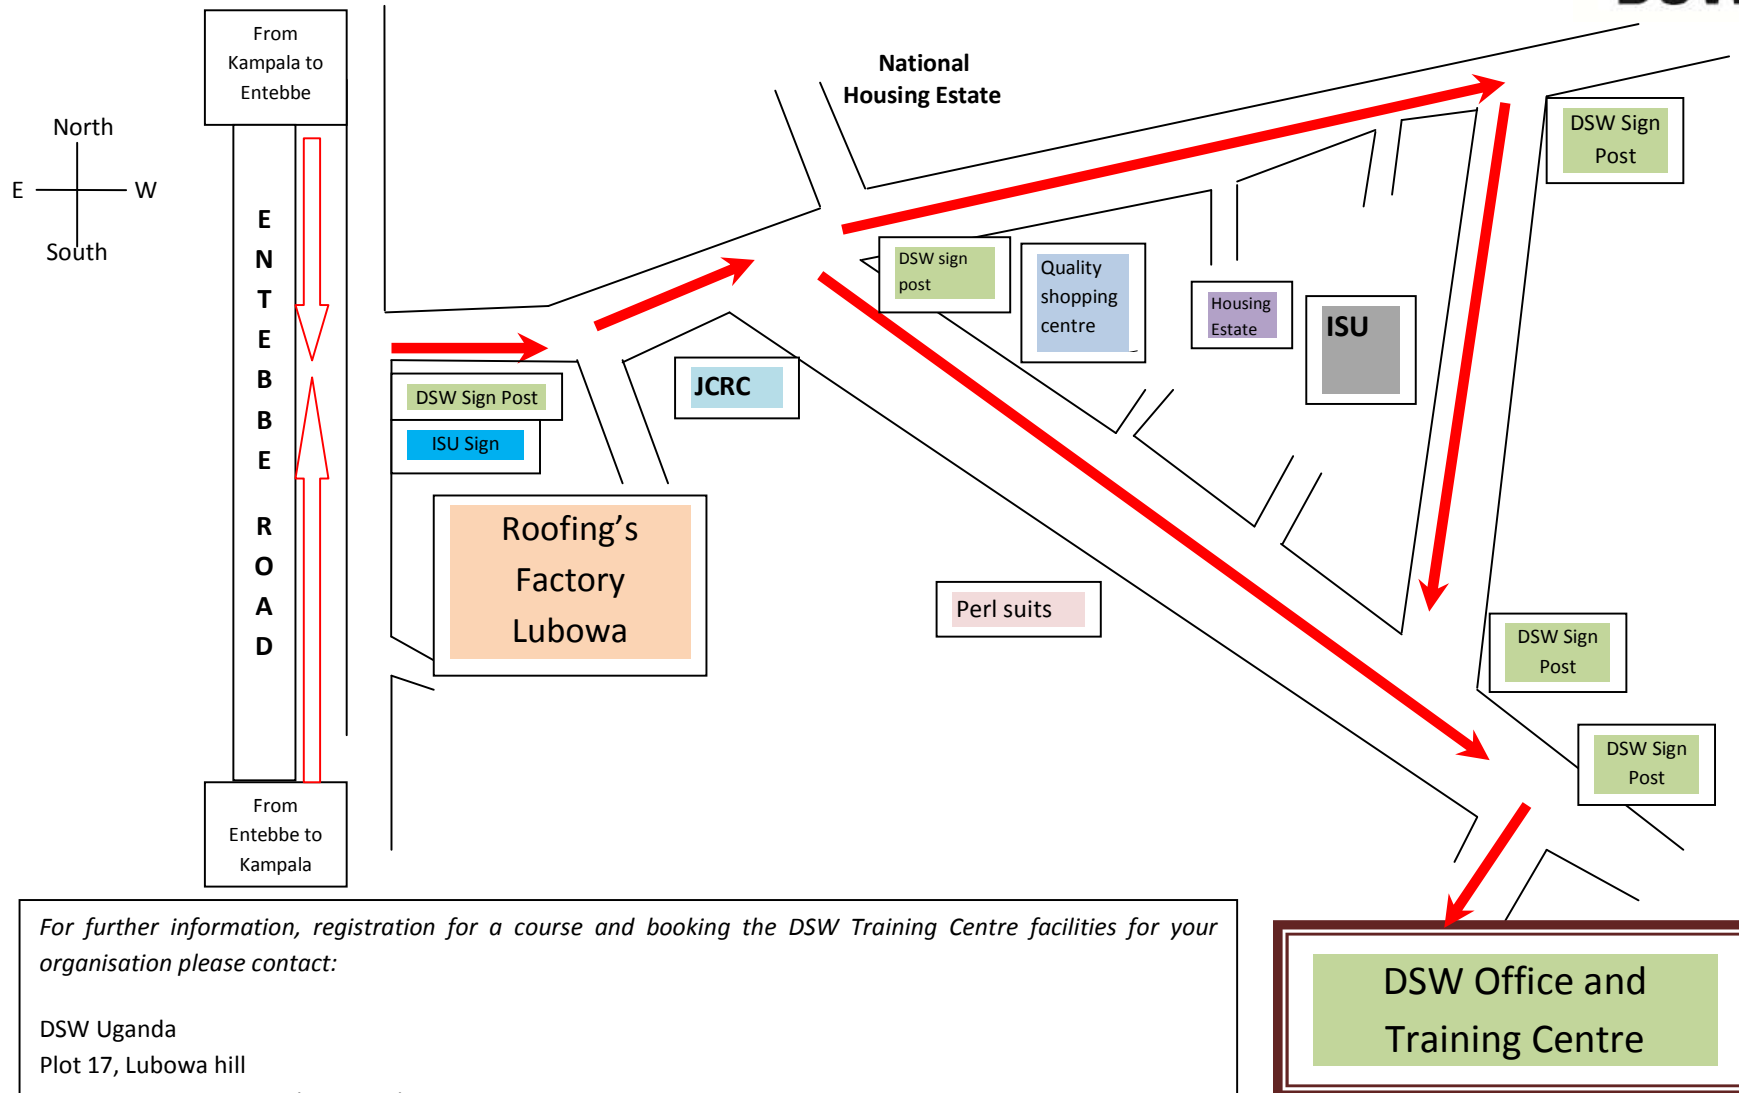 From
Kampala to
Entebbe
North
E
W
South
National
Housing Estate
DSW Sign
Post
E
N
T
E
B
B
E
R
O
A
D
DSW sign
post
Quality
shopping
centre
Housing
Estate
ISU
JCRC
DSW Sign Post
ISU Sign
Roofing’s
Factory
Lubowa
Perl suits
DSW Sign
Post
DSW Sign
Post
From
Entebbe to
Kampala
For further information, registration for a course and booking the DSW Training Centre facilities for your
organisation please contact:
DSW Uganda
Plot 17, Lubowa hill
DSW Office and
Training Centre